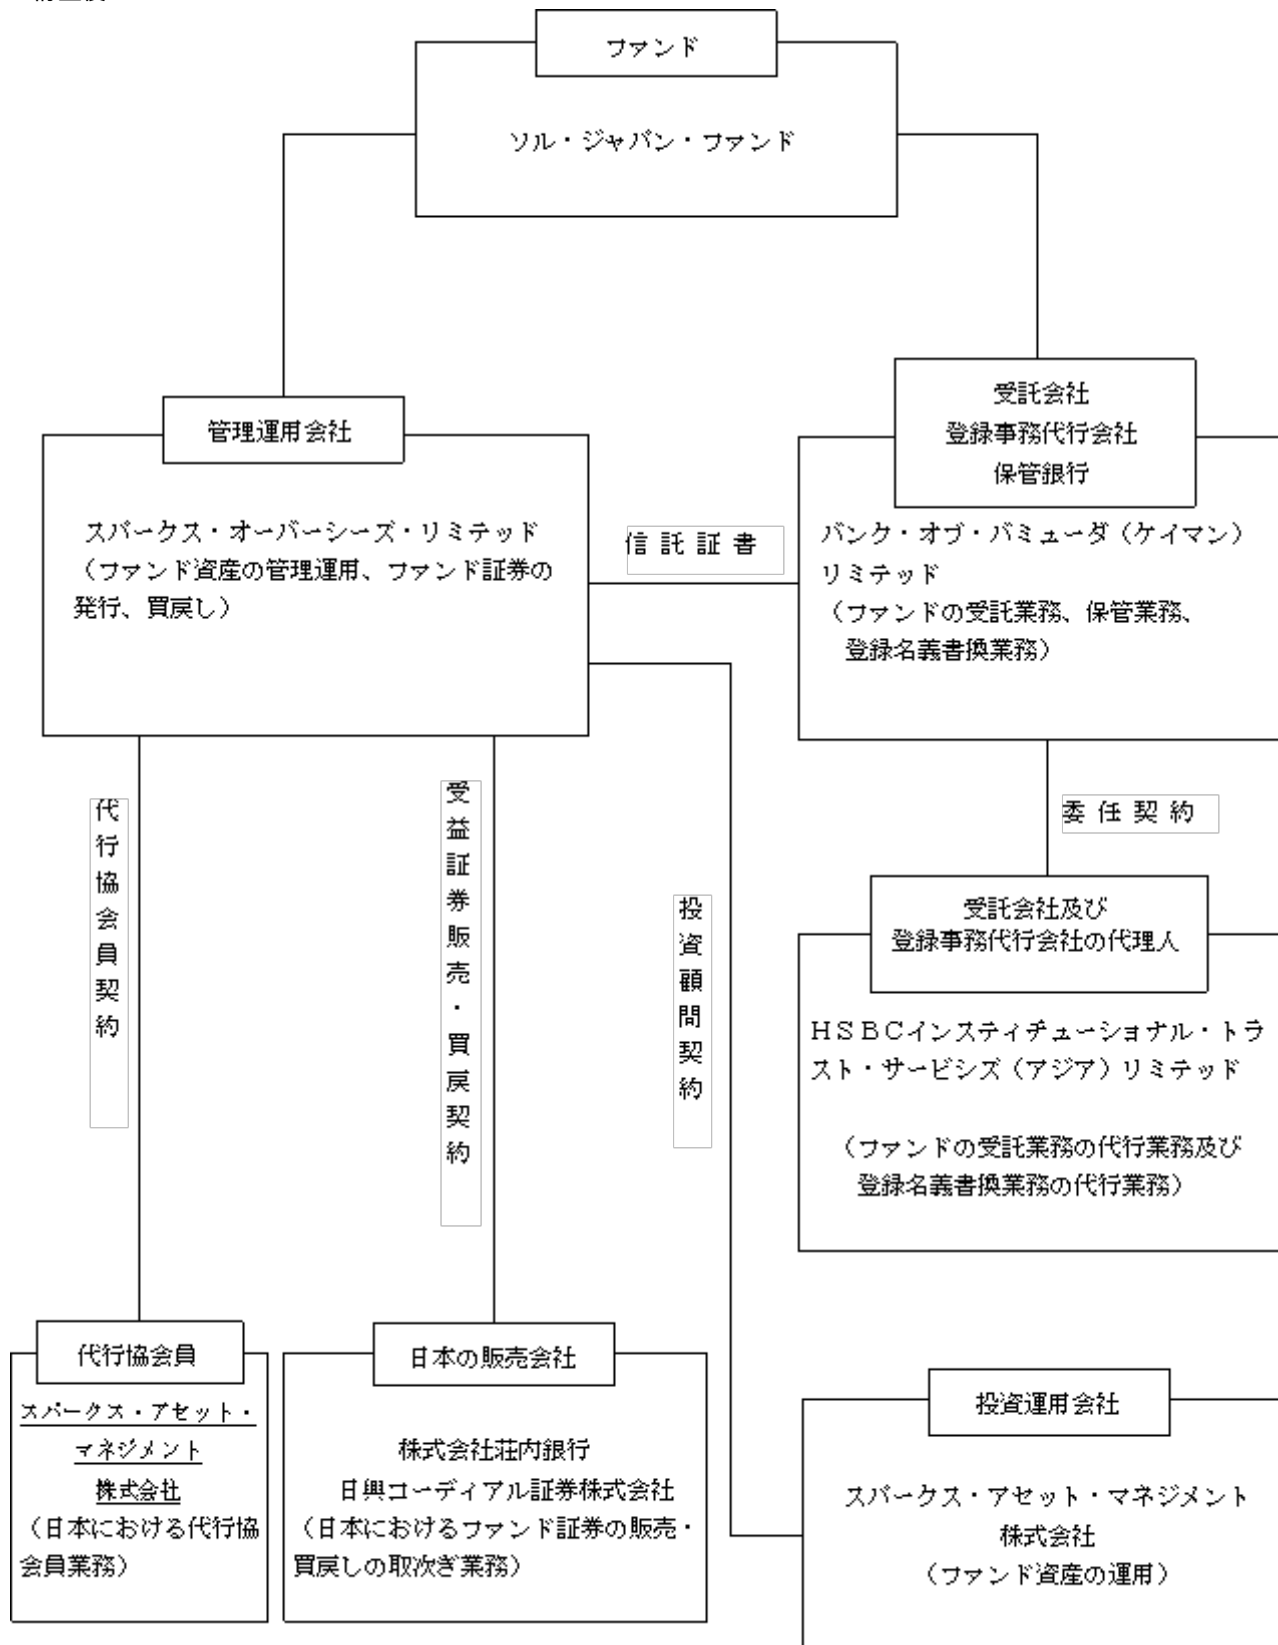 ファンド
ソル・ジャパン・ファンド
管理運用会社
スパークス・オーバーシーズ・リミテッド
（ファンド資産の管理運用、ファンド証券の
発行、買戻し）
信託証書
受託会社
登録事務代行会社
保管銀行
バンク・オブ・バミューダ（ケイマン）
リミテッド
（ファンドの受託業務、保管業務、
登録名義書換業務）
代行協会員契約
受益証券販売・買戻契約
投資顧問契約
委任契約
受託会社及び
登録事務代行会社の代理人
ＨＳＢＣインスティチューショナル・トラ
スト・サービシズ（アジア）リミテッド
（ファンドの受託業務の代行業務及び
登録名義書換業務の代行業務）
代行協会員
スパークス・アセット・
マネジメント
株式会社
（日本における代行協
会員業務）
日本の販売会社
株式会社荘内銀行
日興コーディアル証券株式会社
（日本におけるファンド証券の販売・
買戻しの取次ぎ業務）
投資運用会社
スパークス・アセット・マネジメント
株式会社
（ファンド資産の運用）